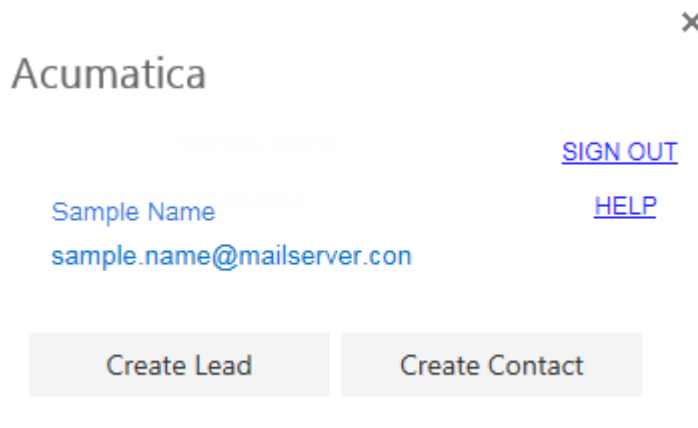 Acumatica
SIGN OUT
Sample Name
HELP
sample.name@mailserver.con
Create Lead
Create Contact